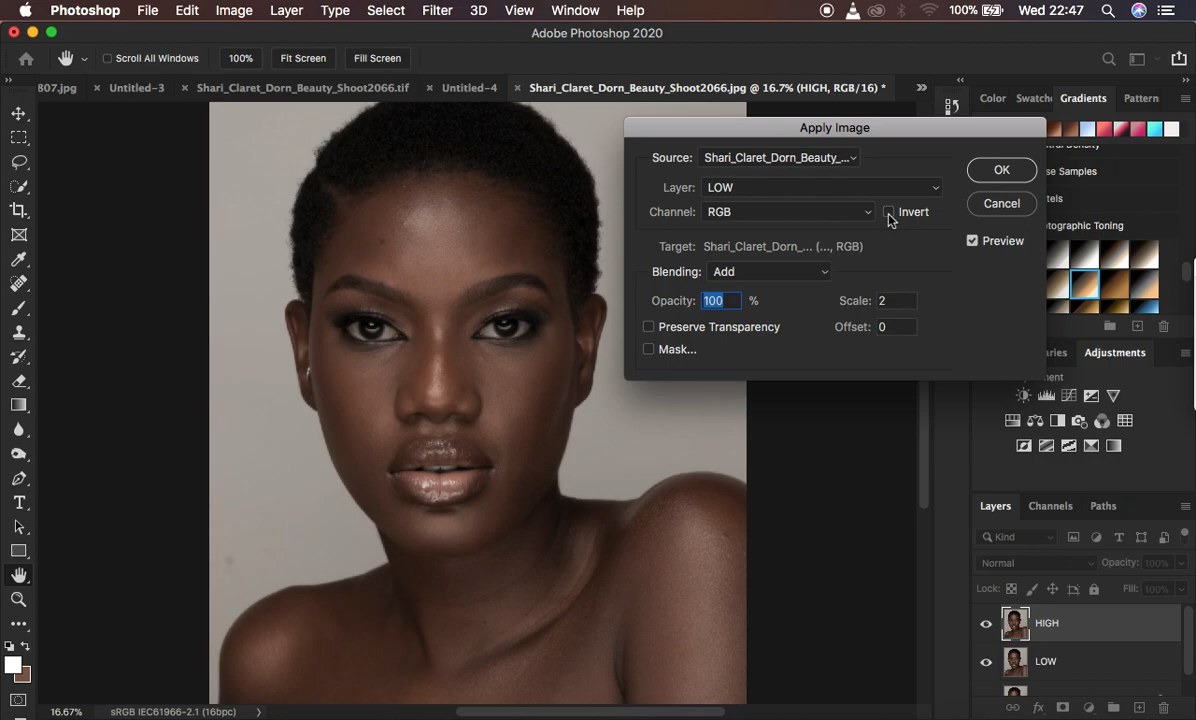 Photoshop File Edit Image Layer Type Select Filter 3D View Window Help 100% Wed 22:47
Adobe Photoshop 2020
Scroll All Windows 100% Fit Screen Fill Screen
807.jpg × Untitled-3 × Shari_Claret_Dorn_Beauty_Shoot2066.tif × Untitled-4 × Shari_Claret_Dorn_Beauty_Shoot2066.jpg @ 16.7% (HIGH, RGB/16) *
Color Swatche Gradients Pattern
Apply Image
Source: Shari_Claret_Dorn_Beauty_...
Layer: LOW
Channel: RGB Invert
Target: Shari_Claret_Dorn_... (..., RGB)
Blending: Add
Opacity: 100 % Scale: 2
Preserve Transparency Offset: 0
Mask...
OK
Cancel
Preview
se Samples
tels
otographic Toning
aries Adjustments
Layers Channels Paths
Kind
Normal Opacity: 100%
Lock: Fill: 100%
HIGH
LOW
16.67% sRGB IEC61966-2.1 (16bpc)